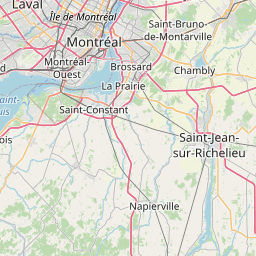 Laval
Île de Montréal
Saint-Bruno-
de-Montarville
Montréal
Montréal-
Ouest
Brossard
Chambly
La Prairie
Saint-Constant
Saint-Jean-
sur-Richelieu
Napierville